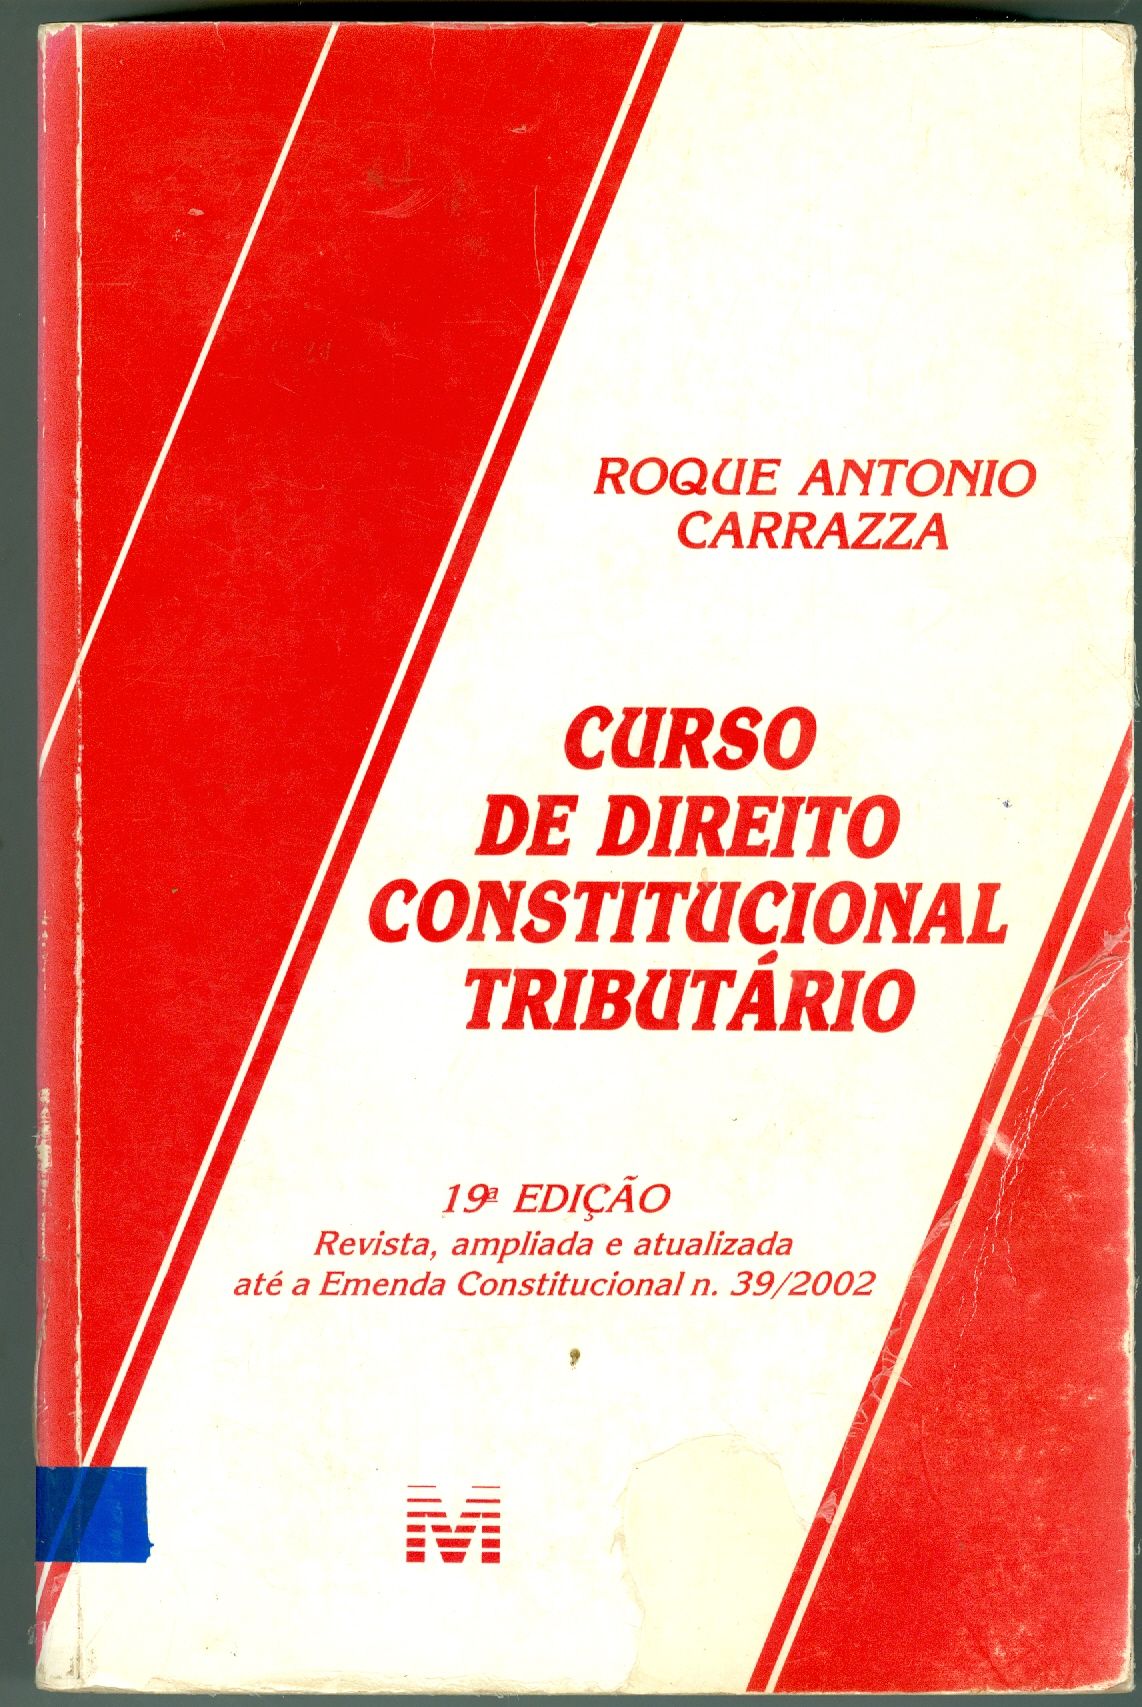 ROQUE ANTONIO
CARRAZZA
CURSO
DE DIREITO
CONSTITUCIONAL
TRIBUTÁRIO
19ª EDIÇÃO
Revista, ampliada e atualizada
até a Emenda Constitucional n. 39/2002
M